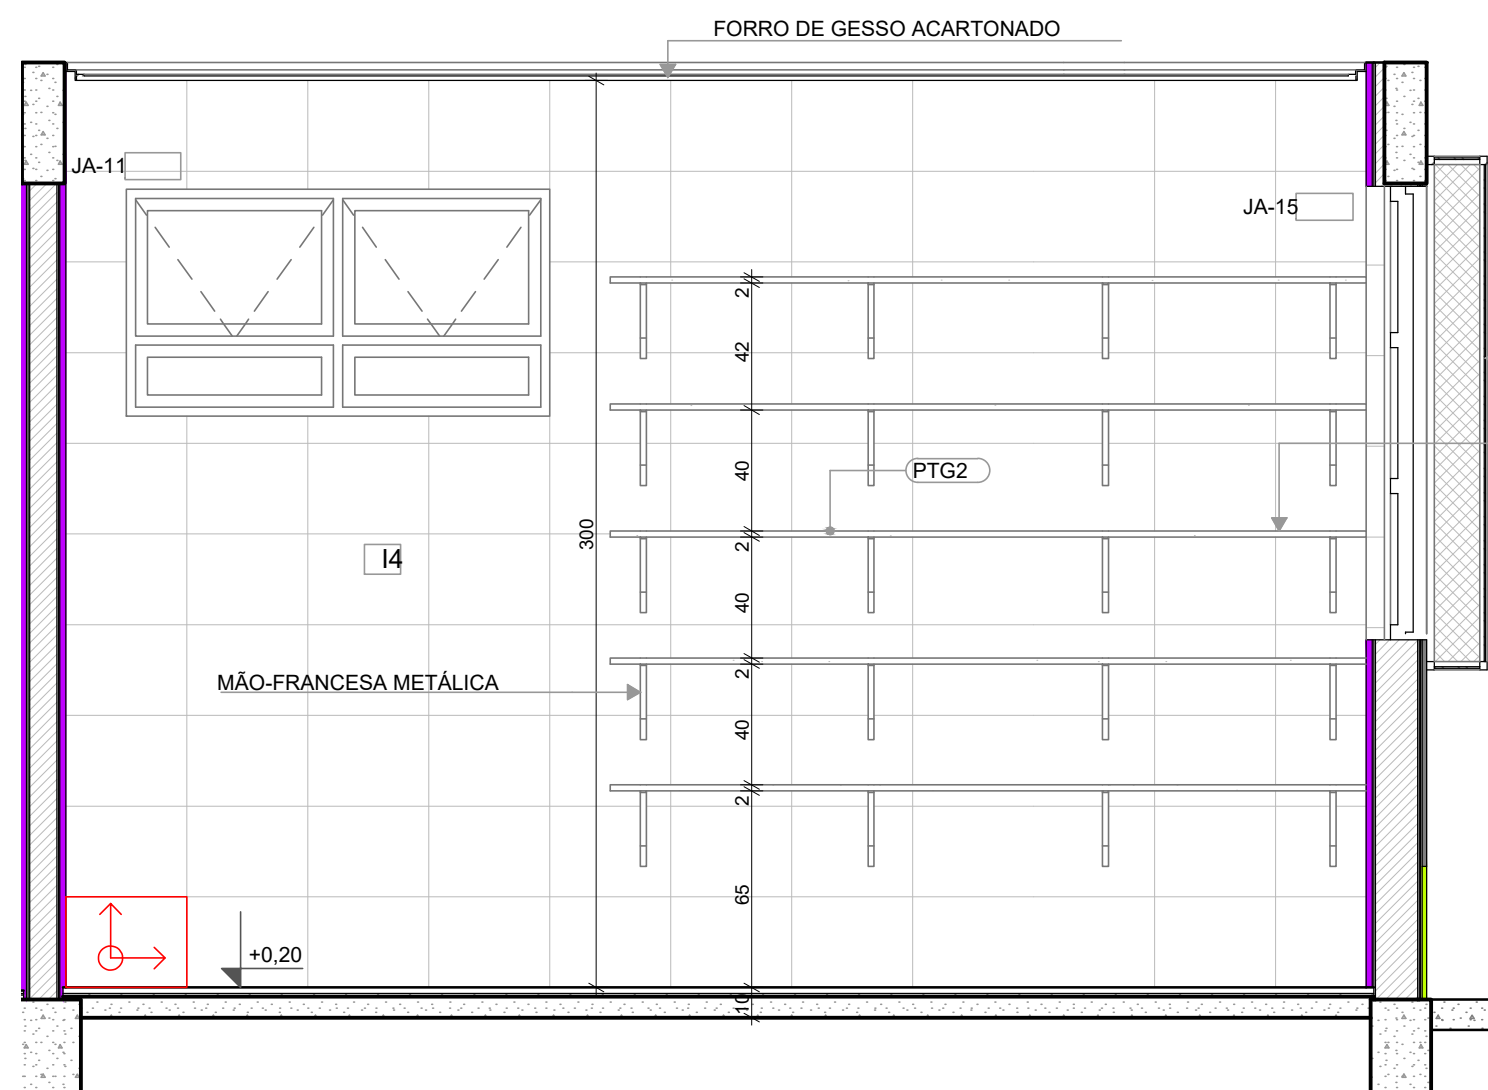 FORRO DE GESSO ACARTONADO
JA-11
JA-15
2
42
40
PTG2
300
2
I4
40
2
MÃO-FRANCESA METÁLICA
40
2
65
+0,20
10